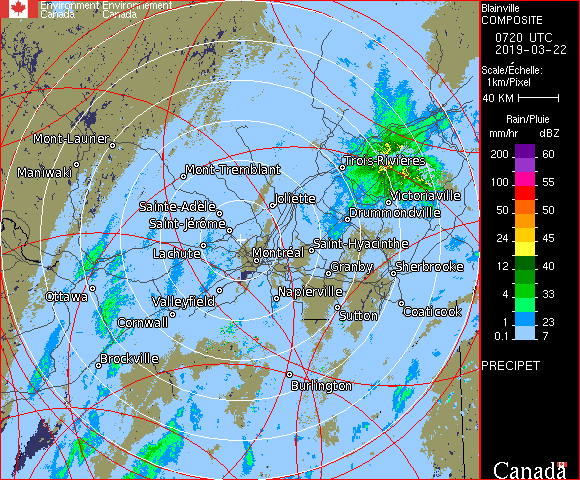 Environment Environnement
Canada Canada
Blainville
COMPOSITE
0720 UTC
2019-03-22
Scale/Échelle:
1km/Pixel
40 KM
Rain/Pluie
mm/hr dBZ
200 60
100 55
50 50
24 45
12 40
4 33
1 23
0.1 7
PRECIPET
Canada
Mont-Laurier
Maniwaki
Mont-Tremblant
Trois-Rivières
Joliette
Victoriaville
Sainte-Adèle
Drummondville
Saint-Jérôme
Lachute
Montréal
Saint-Hyacinthe
Granby
Sherbrooke
Ottawa
Valleyfield
Napierville
Cornwall
Sutton
Coaticook
Brockville
Burlington